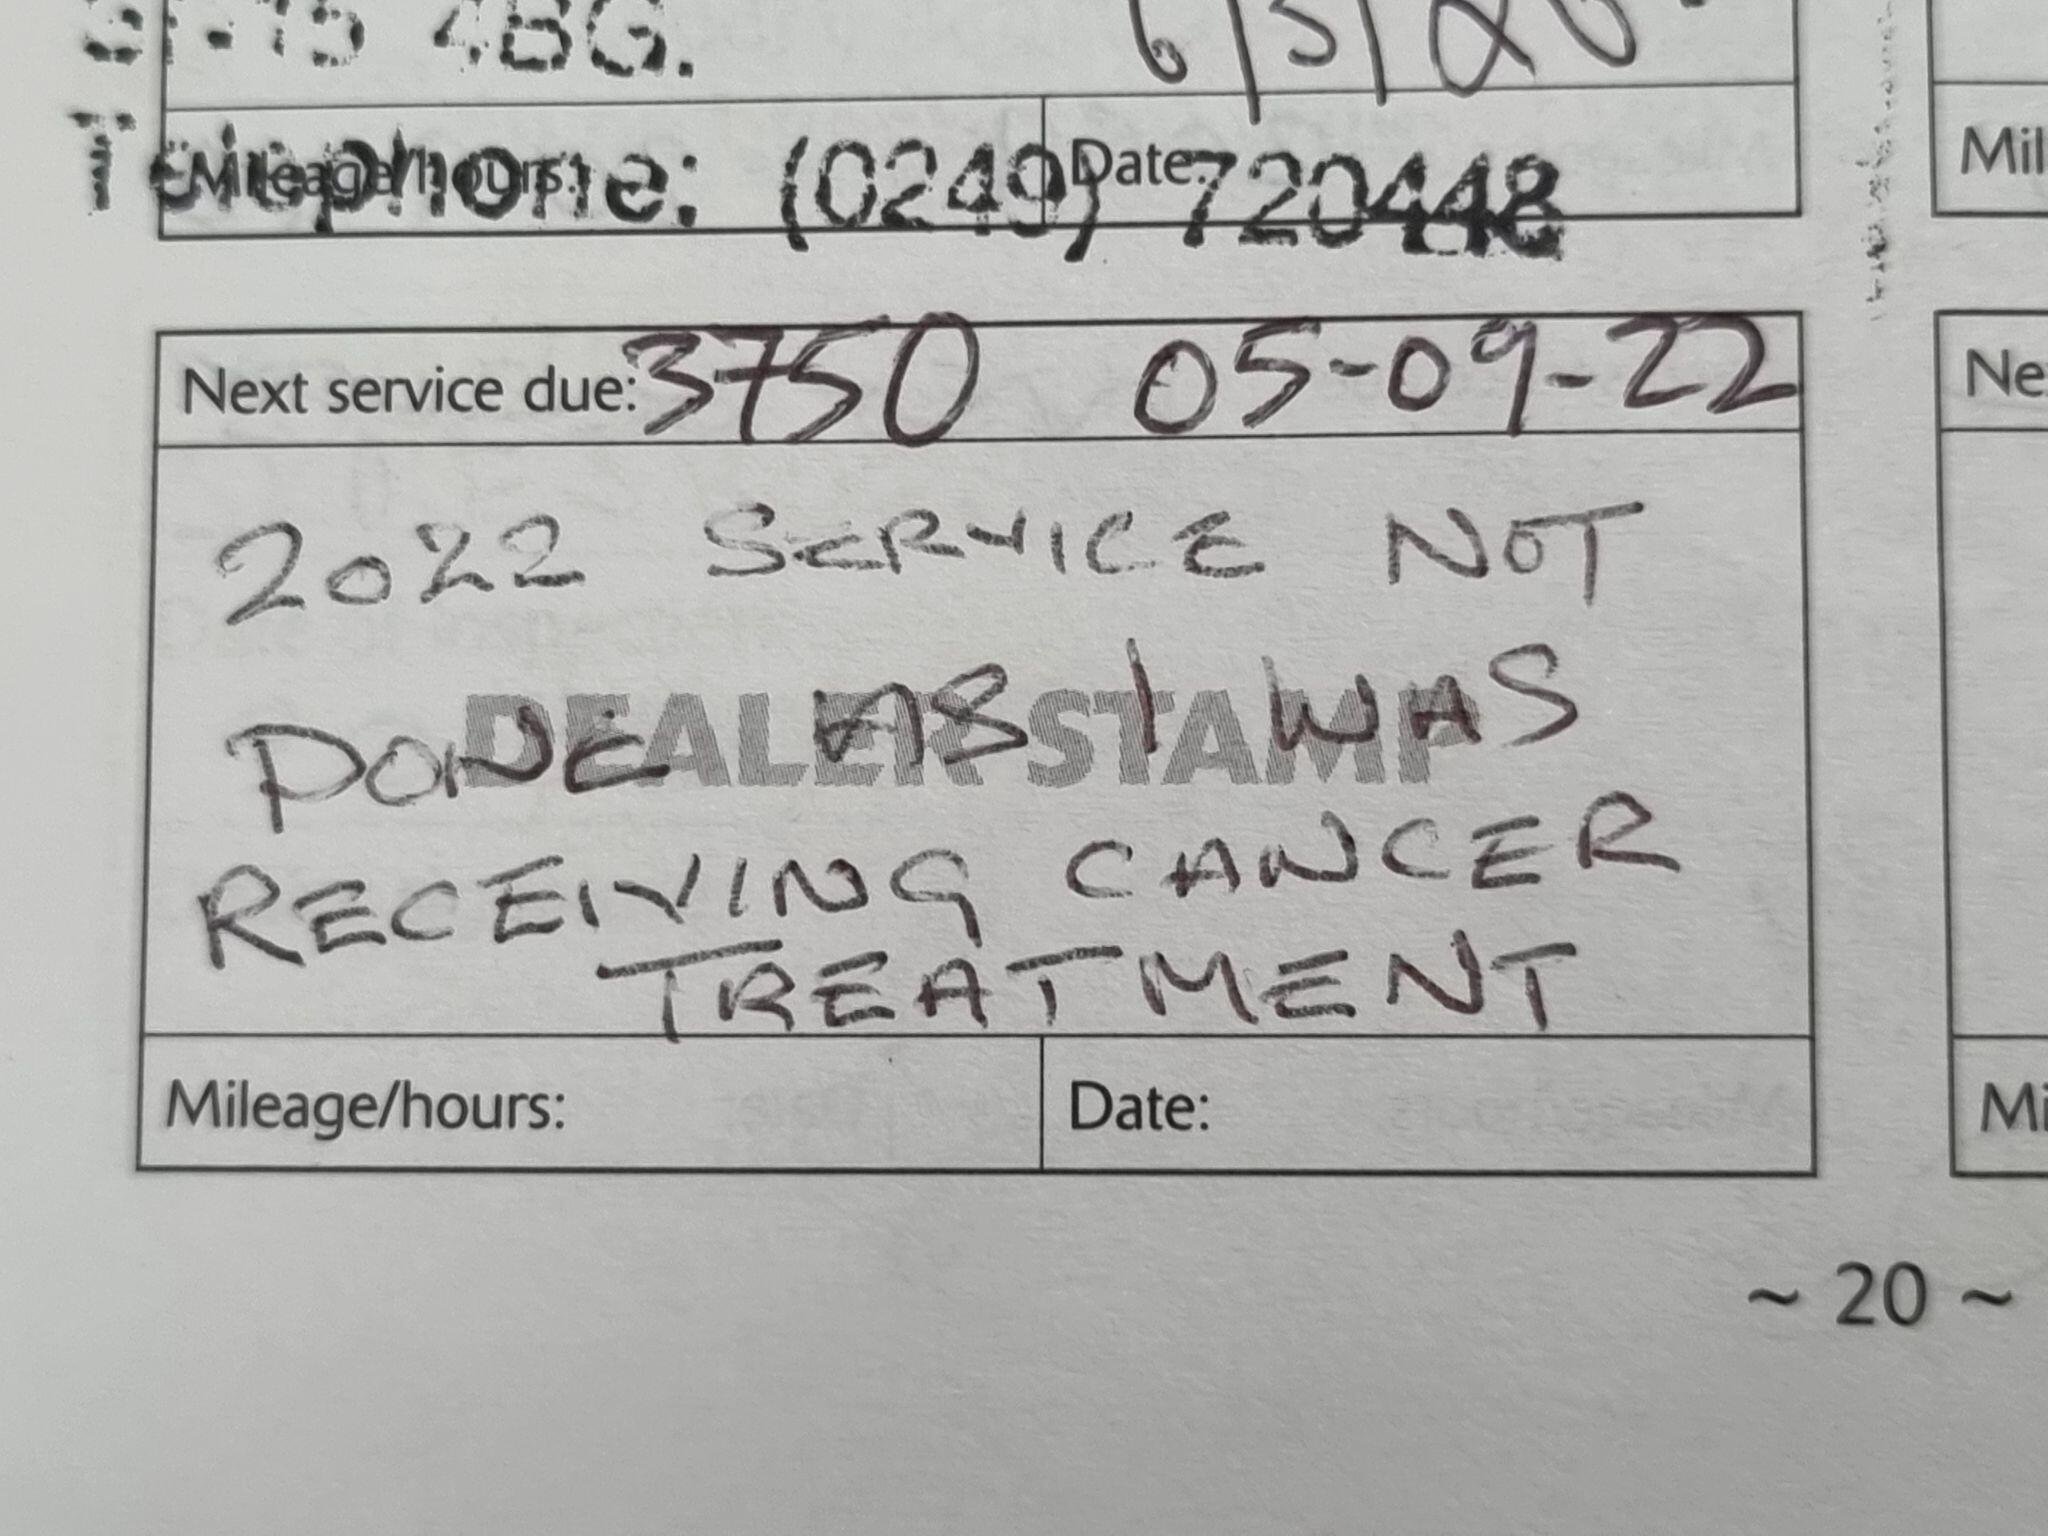 4BG.
6/5/20
Mileage/hours: Date:
Telephone: (0249) 720448
Mil
Next service due: 3750 05-09-22
Ne
2022 SERVICE NOT
DEALER STAMP
DONE AS I WAS
RECEIVING CANCER
TREATMENT
Mileage/hours: Date:
Mi
~ 20 ~